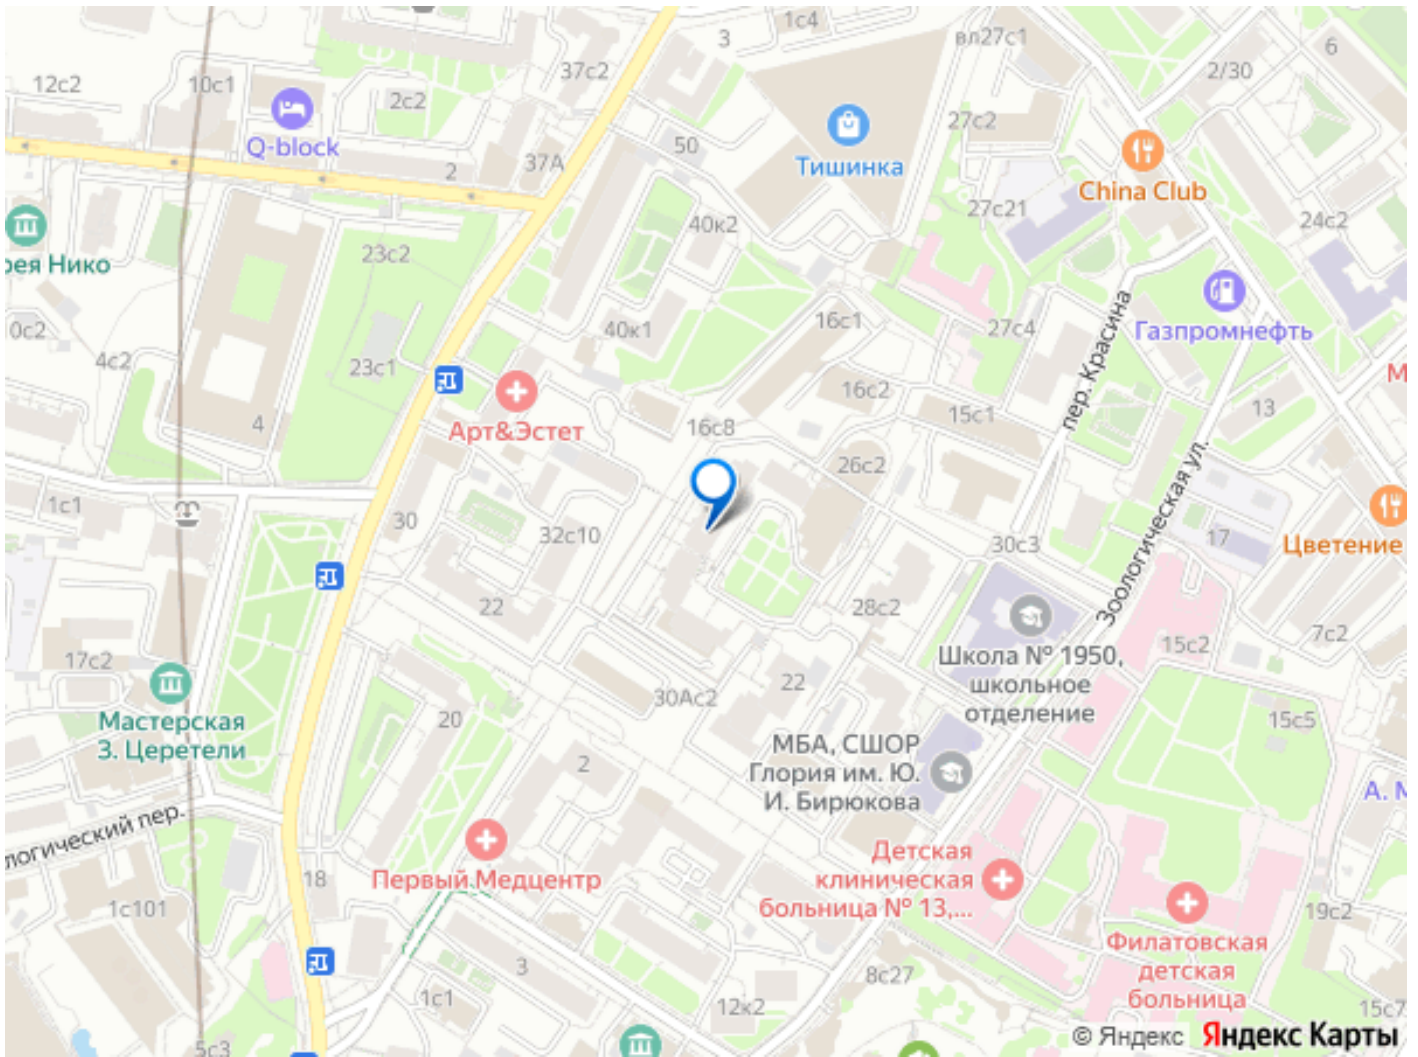 1с4
3
вл27с1
6
12с2
10с1
37с2
2/30
2с2
Q-block
27с2
50
37А
2
Тишинка
China Club
27с21
24с2
40к2
23с2
рея Нико
пер. Красина
0с2
40к1
16с1
27с4
Газпромнефть
4с2
23с1
16с2
М
4
Арт&Эстет
16с8
15с1
13
26с2
1с1
30
32с10
30с3
Зоологическая ул.
17
Цветение
22
28с2
7с2
15с2
17с2
Школа № 1950,
школьное
отделение
Мастерская
З. Церетели
20
30Ас2
22
15с5
2
МБА, СШОР
Глория им. Ю.
И. Бирюкова
А. М
логический пер.
Детская
клиническая
больница № 13,...
18
Первый Медцентр
1с101
19с2
Филатовская
детская
больница
3
8с27
1с1
12к2
15с7
5с3
© Яндекс Яндекс Карты